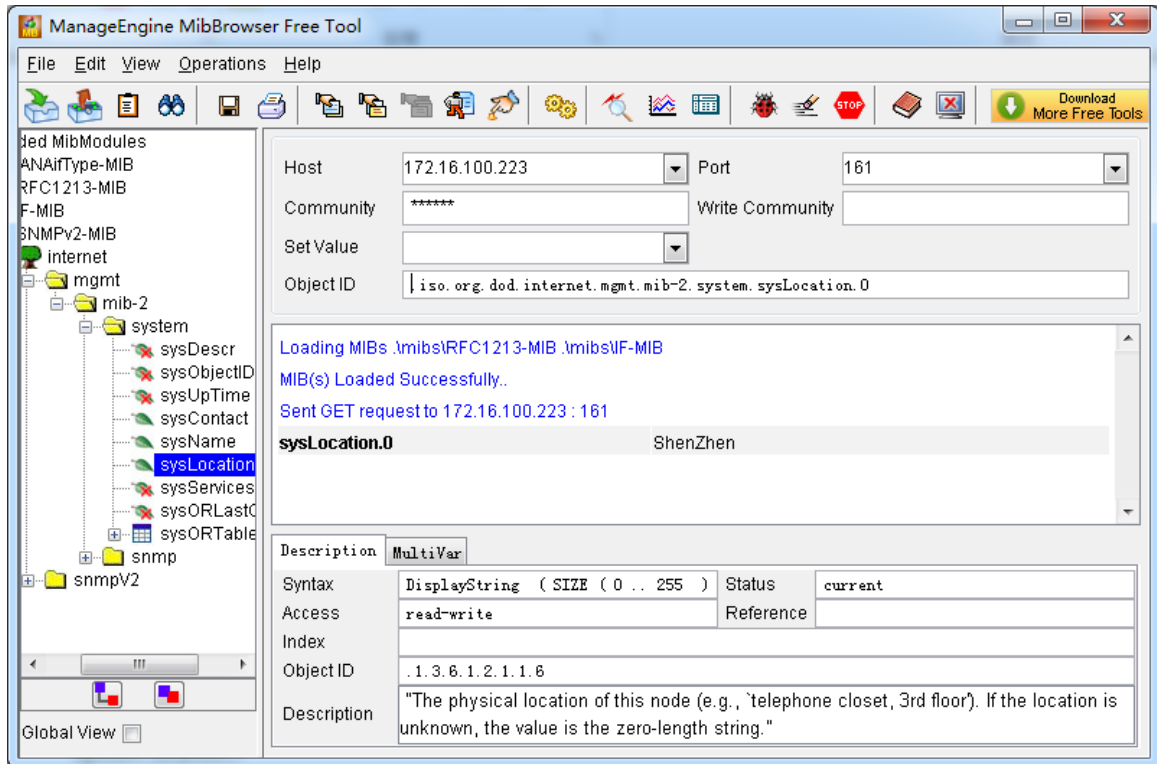 ManageEngine MibBrowser Free Tool
File Edit View Operations Help
STOP
Download
More Free Tools
ded MibModules
ANAifType-MIB
RFC1213-MIB
F-MIB
SNMPv2-MIB
internet
mgmt
mib-2
system
sysDescr
sysObjectID
sysUpTime
sysContact
sysName
sysLocation
sysServices
sysORLast
sysORTable
snmp
snmpV2
Global View
Host 172.16.100.223 Port 161
Community ****** Write Community
Set Value
Object ID iso.org.dod.internet.mgmt.mib-2.system.sysLocation.0
Loading MIBs .\mibs\RFC1213-MIB .\mibs\IF-MIB
MIB(s) Loaded Successfully..
Sent GET request to 172.16.100.223 : 161
sysLocation.0 ShenZhen
Description MultiVar
Syntax DisplayString ( SIZE ( 0 .. 255 ) Status current
Access read-write Reference
Index
Object ID .1.3.6.1.2.1.1.6
Description "The physical location of this node (e.g., `telephone closet, 3rd floor'). If the location is
unknown, the value is the zero-length string."